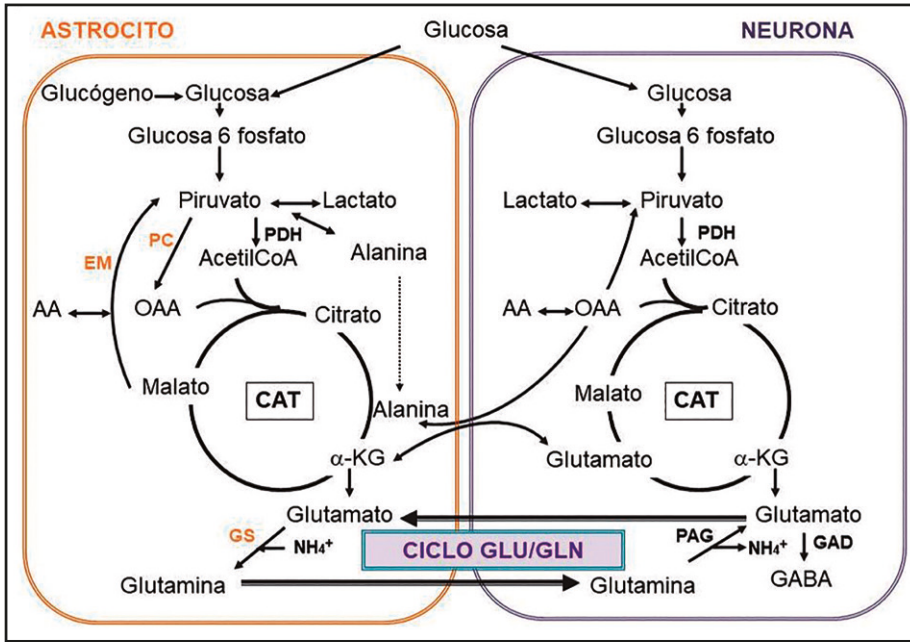 ASTROCITO
Glucosa
NEURONA
Glucógeno
Glucosa
Glucosa
Glucosa 6 fosfato
Glucosa 6 fosfato
Piruvato
Lactato
Lactato
Piruvato
PC
PDH
PDH
EM
AcetilCoA
Alanina
AcetilCoA
AA
OAA
Citrato
AA
OAA
Citrato
Malato
CAT
Alanina
Malato
CAT
α-KG
Glutamato
α-KG
Glutamato
Glutamato
GS
NH₄⁺
CICLO GLU/GLN
PAG
NH₄⁺
GAD
Glutamina
Glutamina
GABA